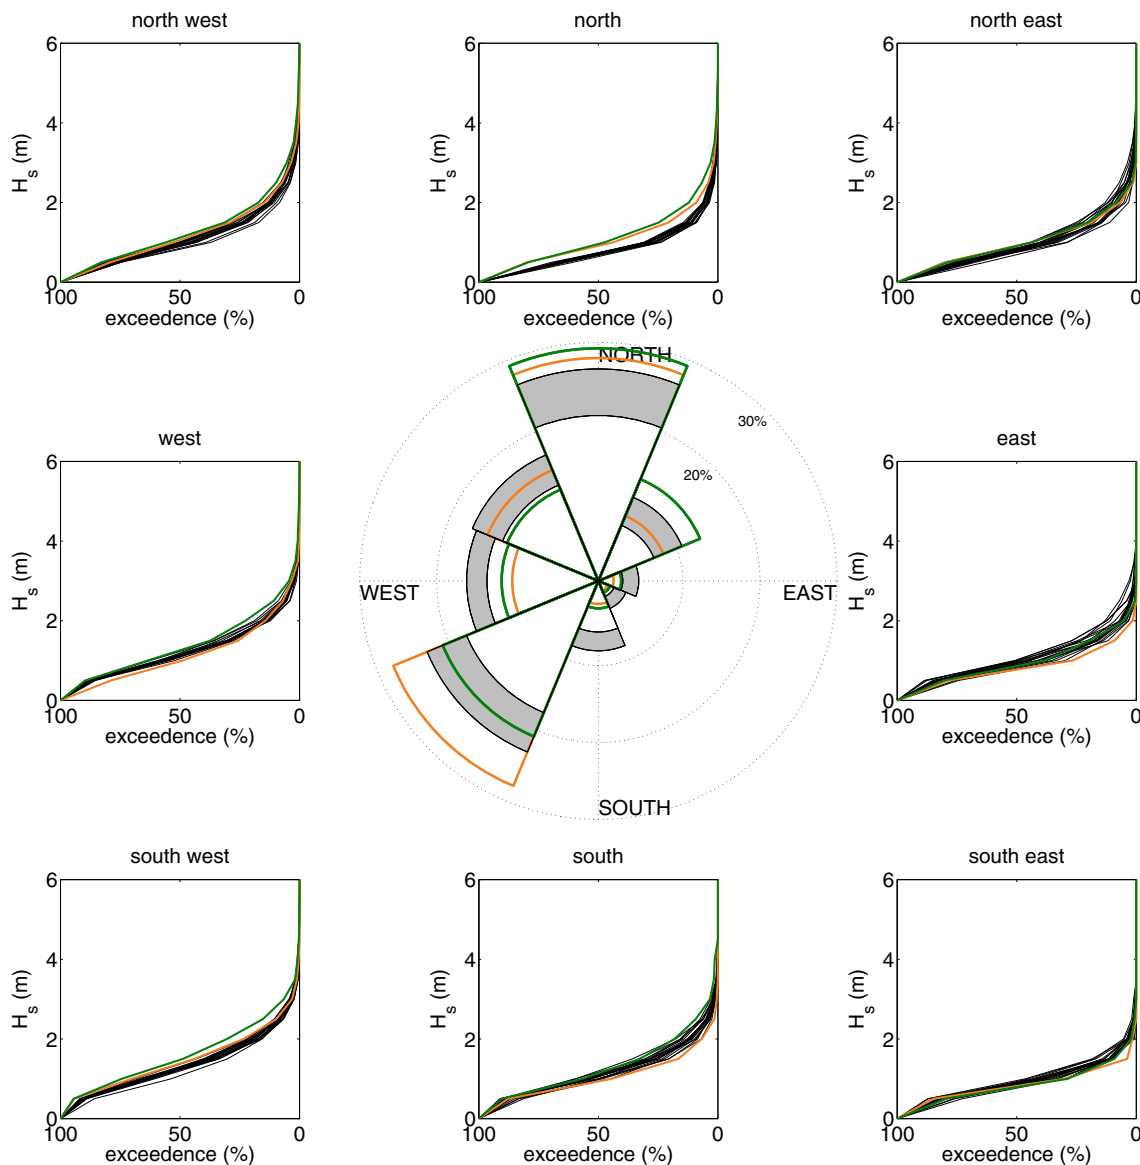 north west
north
north east
6
4
2
0
H_s (m)
100
50
0
exceedence (%)
6
4
2
0
H_s (m)
100
50
0
exceedence (%)
6
4
2
0
H_s (m)
100
50
0
exceedence (%)
west
6
4
2
0
H_s (m)
100
50
0
exceedence (%)
NORTH
30%
20%
WEST
EAST
SOUTH
east
6
4
2
0
H_s (m)
100
50
0
exceedence (%)
south west
south
south east
6
4
2
0
H_s (m)
100
50
0
exceedence (%)
6
4
2
0
H_s (m)
100
50
0
exceedence (%)
6
4
2
0
H_s (m)
100
50
0
exceedence (%)